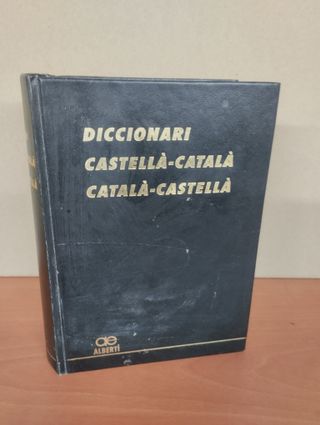 DICCIONARI
CASTELLÀ-CATALÀ
CATALÀ-CASTELLÀ
ae
ALBERTÍ